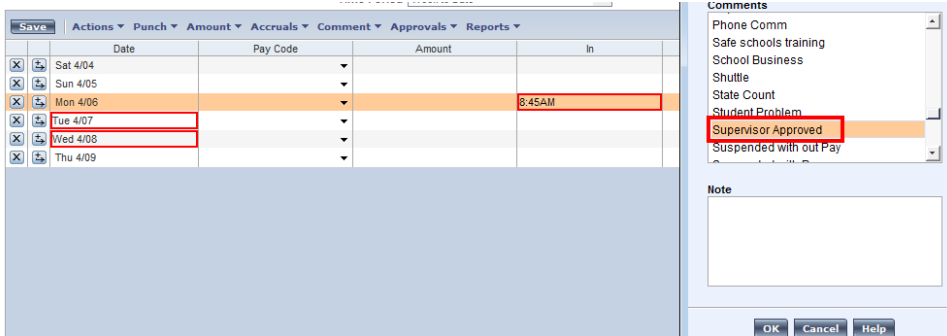 Comments
Save Actions Punch Amount Accruals Comment Approvals Reports
Date Pay Code Amount In
Sat 4/04
Sun 4/05
Mon 4/06 8:45AM
Tue 4/07
Wed 4/08
Thu 4/09
Phone Comm
Safe schools training
School Business
Shuttle
State Count
Student Problem
Supervisor Approved
Suspended with out Pay
Note
OK Cancel Help